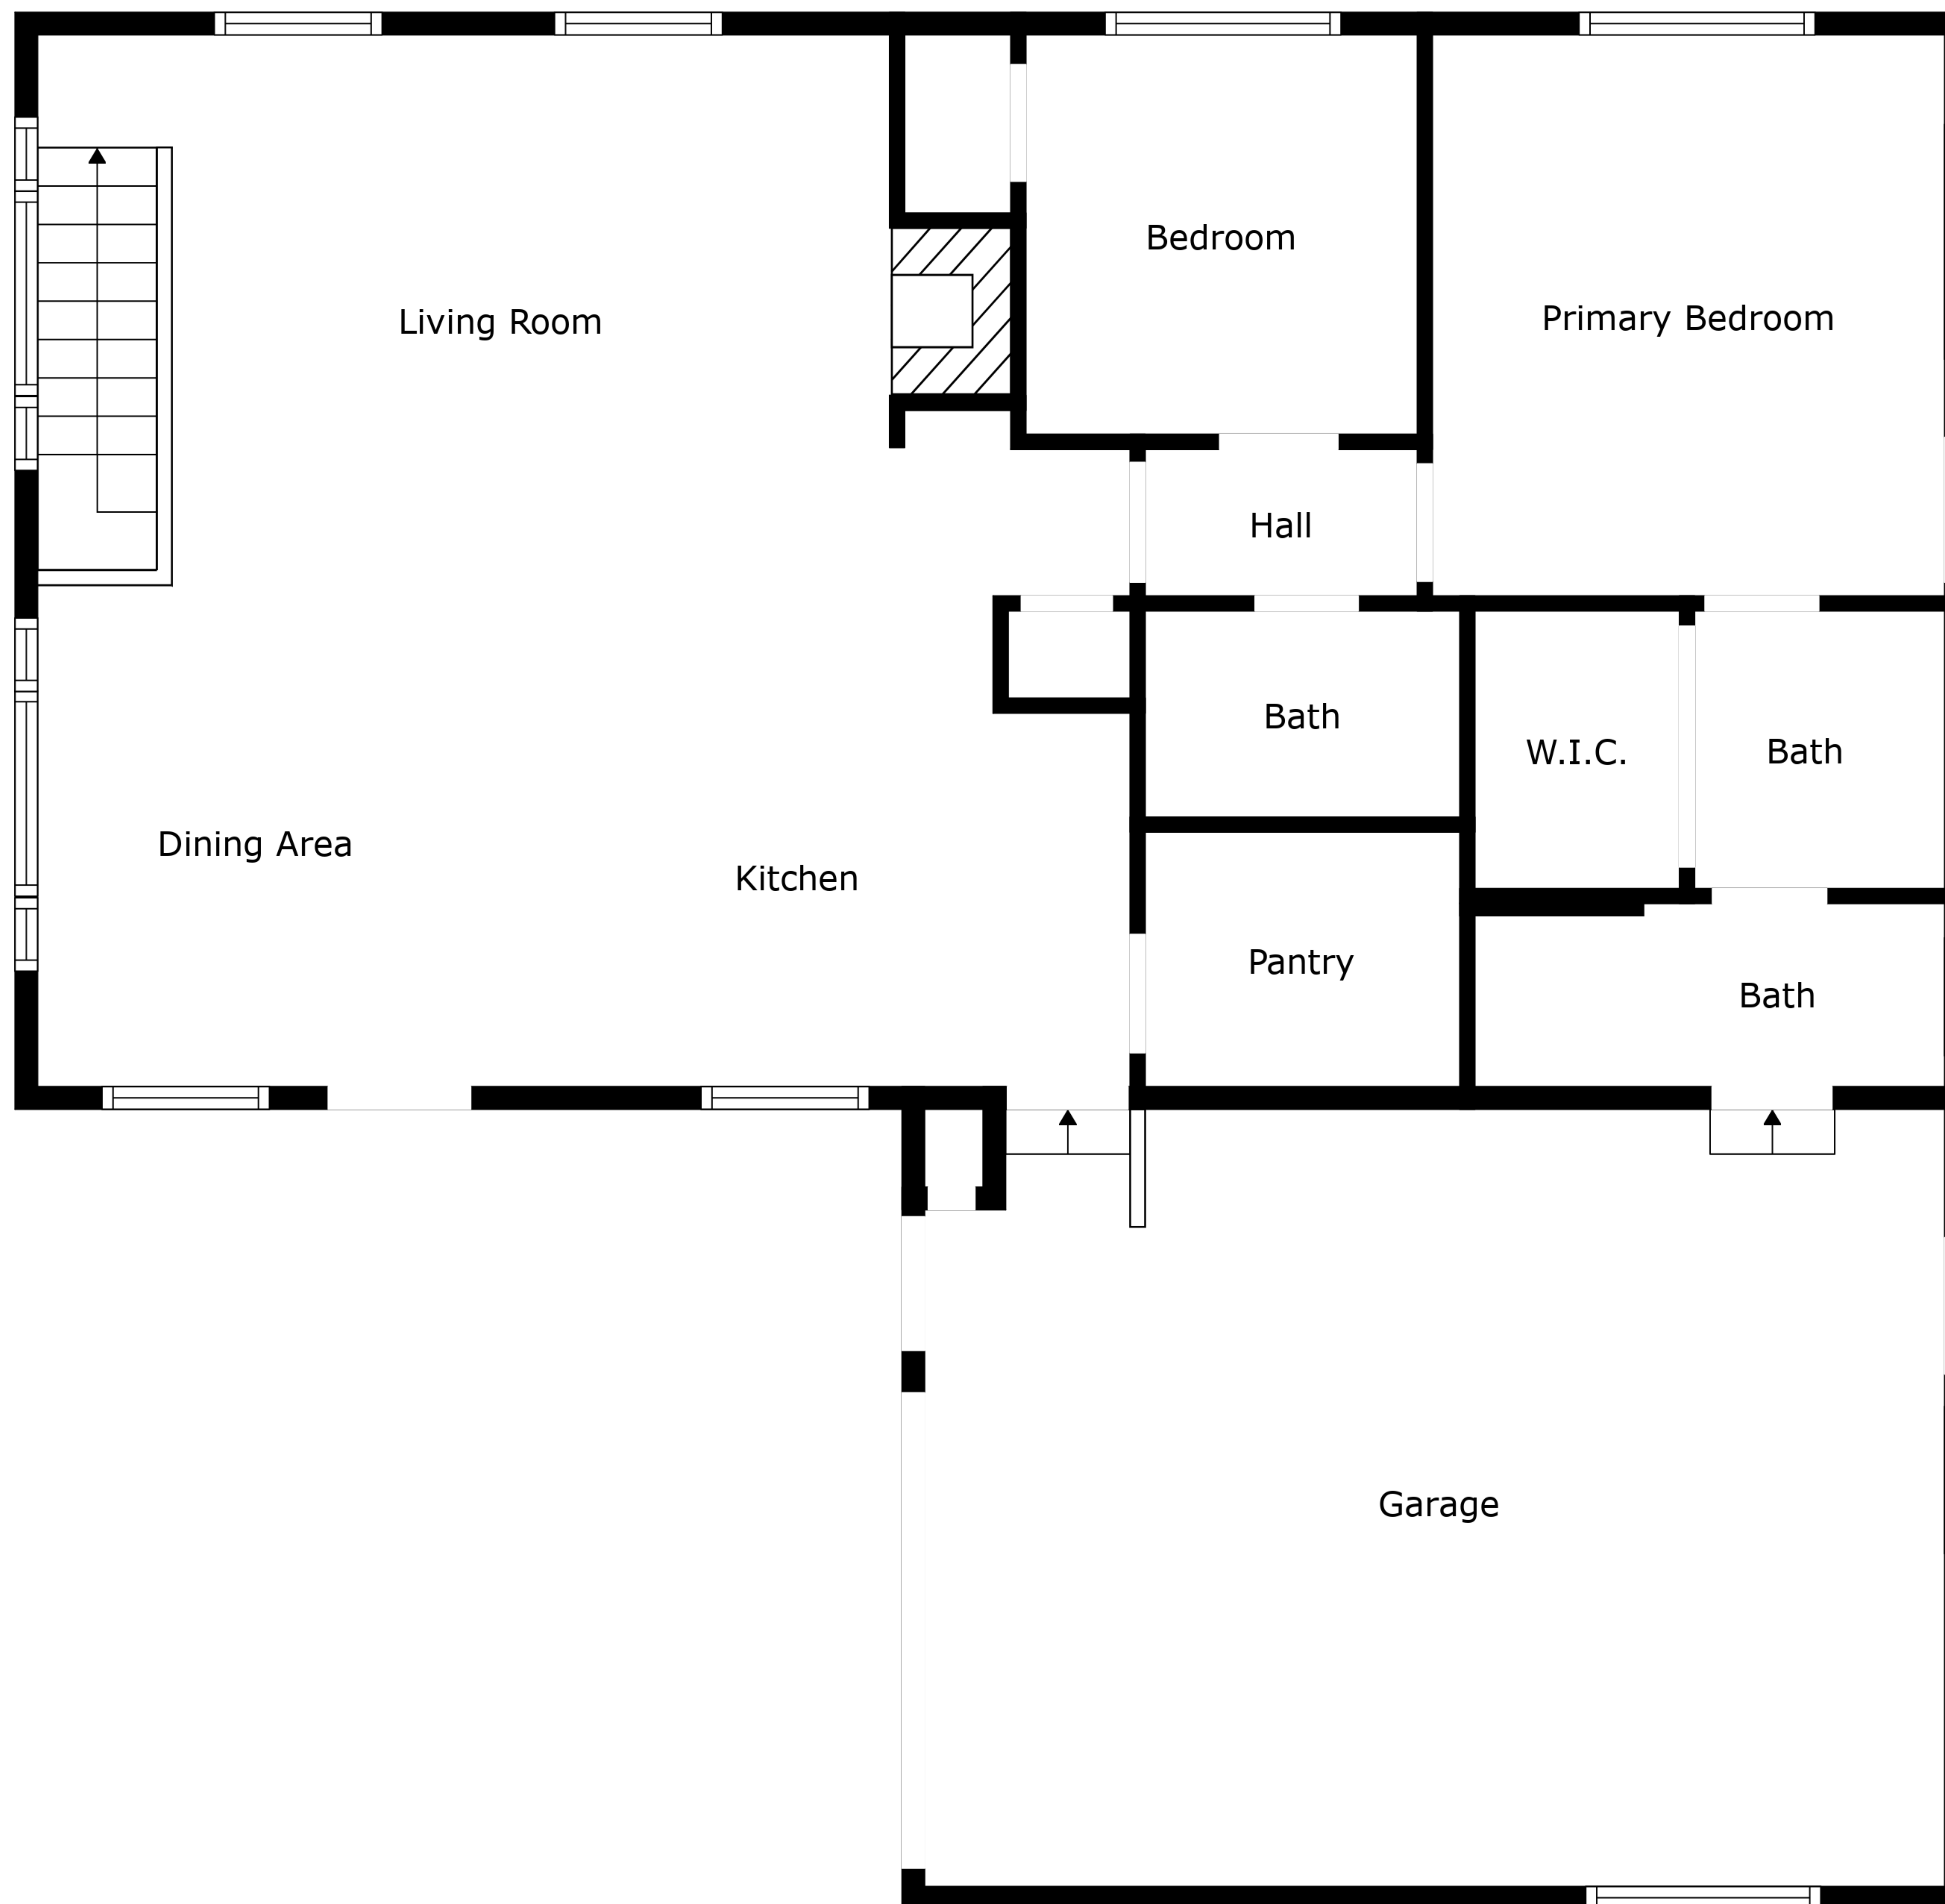 Bedroom
Living Room
Primary Bedroom
Hall
Bath
W.I.C.
Bath
Dining Area
Kitchen
Pantry
Bath
Garage